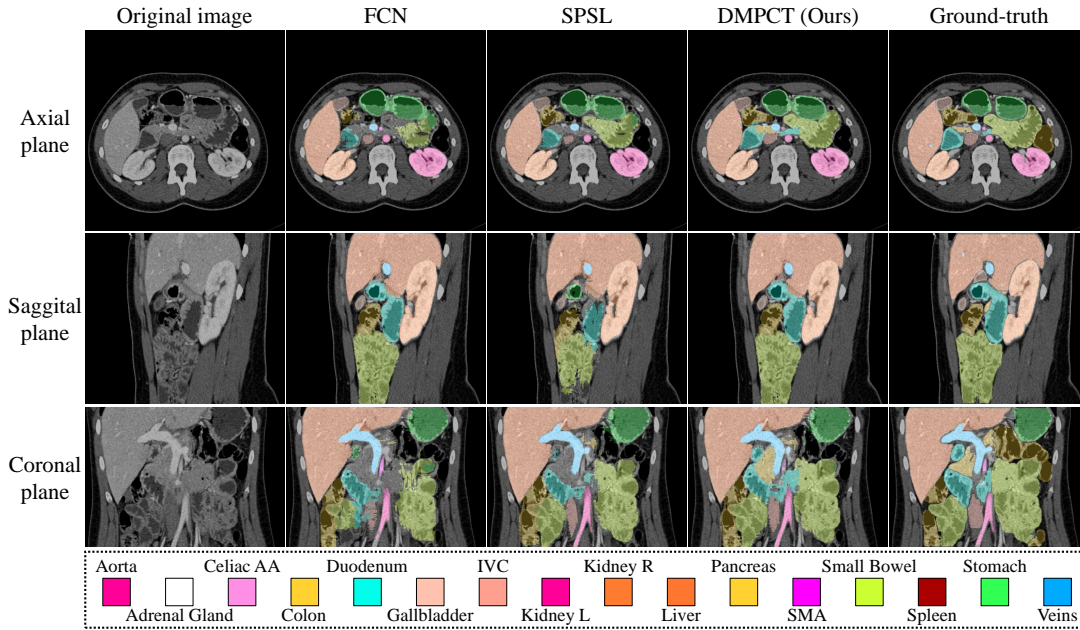 Original image FCN SPSL DMPCT (Ours) Ground-truth
Axial
plane
Saggital
plane
Coronal
plane
Aorta Celiac AA Duodenum IVC Kidney R Pancreas Small Bowel Stomach
Adrenal Gland Colon Gallbladder Kidney L Liver SMA Spleen Veins